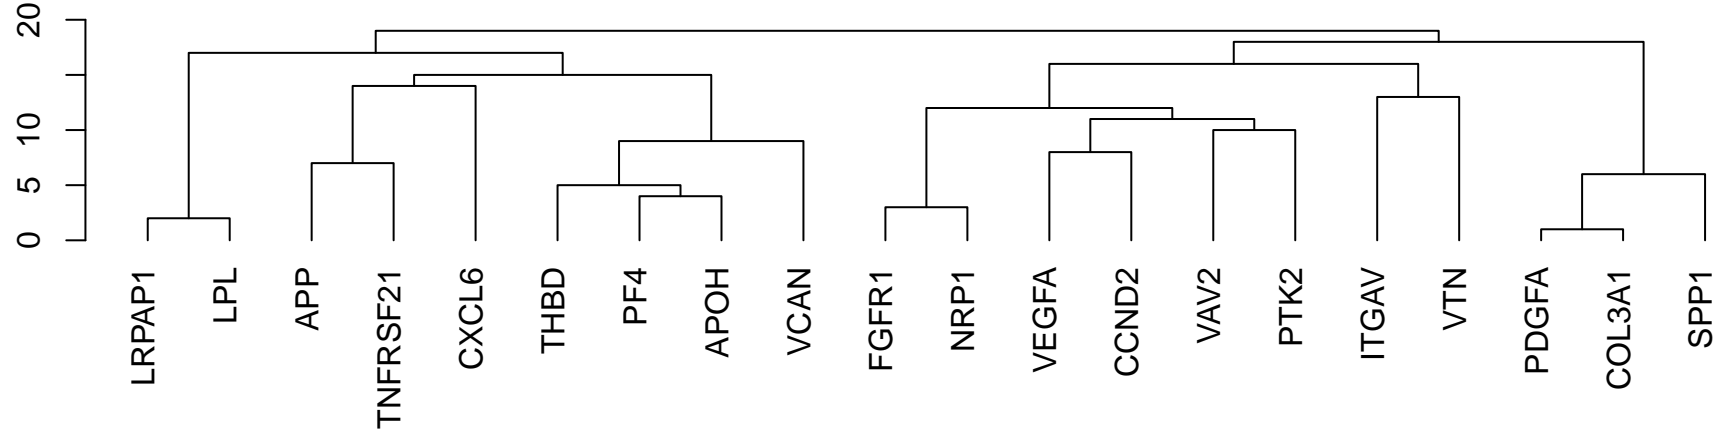 20
10
5
0
LRPAP1
LPL
APP
TNFRSF21
CXCL6
THBD
PF4
APOH
VCAN
FGFR1
NRP1
VEGFA
CCND2
VAV2
PTK2
ITGAV
VTN
PDGFA
COL3A1
SPP1